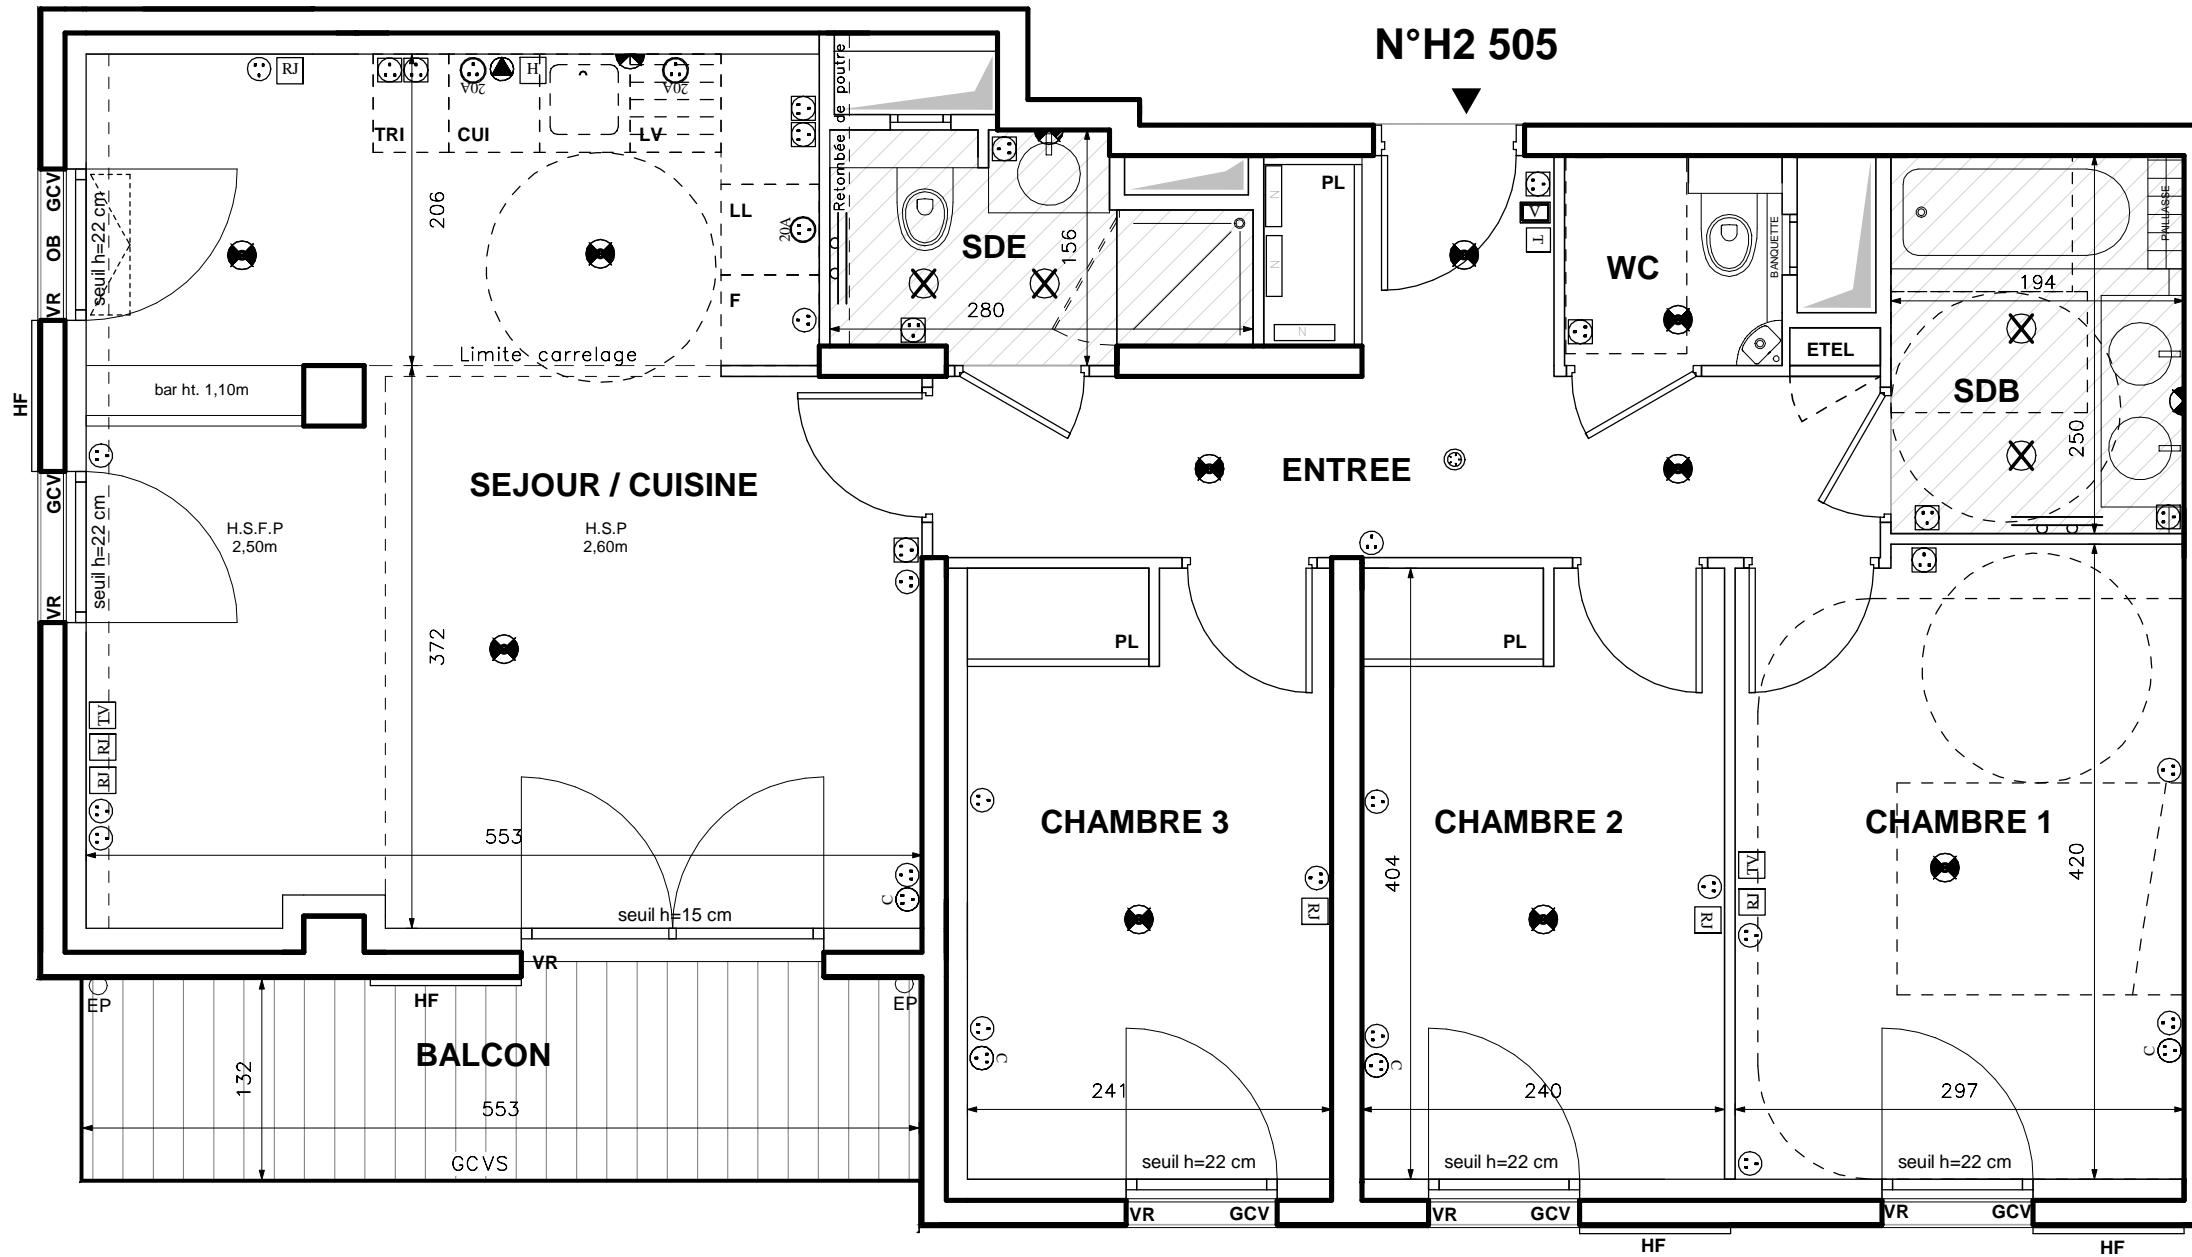 N°H2 505
RJ
H
20A
20A
TRI
CUI
LV
Retombée de poutre
PL
V
T
GCV
OB
VR
seuil h=22 cm
206
LL
20A
F
SDE
156
280
N
N
N
WC
BANQUETTE
PAILLASSE
194
ETEL
SDB
250
Limite carrelage
bar ht. 1,10m
HF
GCV
VR
seuil h=22 cm
SEJOUR / CUISINE
ENTREE
H.S.F.P
2,50m
H.S.P
2,60m
372
PL
PL
TV
RJ
RJ
553
C
seuil h=15 cm
CHAMBRE 3
CHAMBRE 2
CHAMBRE 1
404
420
RJ
RJ
TV
RJ
VR
HF
EP
EP
BALCON
132
553
GCVS
C
C
C
241
240
297
seuil h=22 cm
seuil h=22 cm
seuil h=22 cm
VR
GCV
VR
GCV
VR
GCV
HF
HF